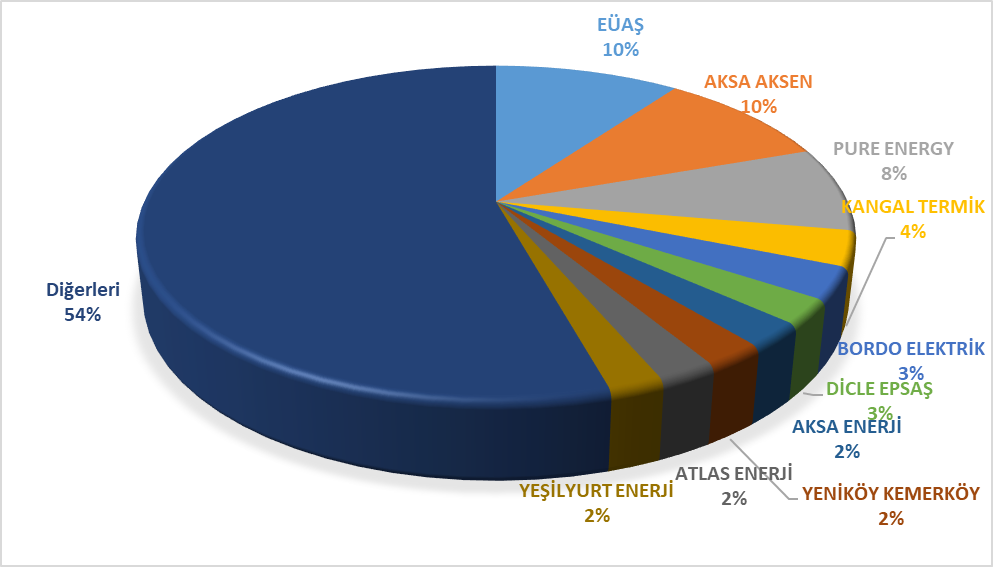 EÜAŞ
10%
AKSA AKSEN
10%
PURE ENERGY
8%
KANGAL TERMİK
4%
BORDO ELEKTRİK
3%
DİCLE EPSAŞ
3%
AKSA ENERJİ
2%
YENİKÖY KEMERKÖY
2%
ATLAS ENERJİ
2%
YEŞİLYURT ENERJİ
2%
Diğerleri
54%